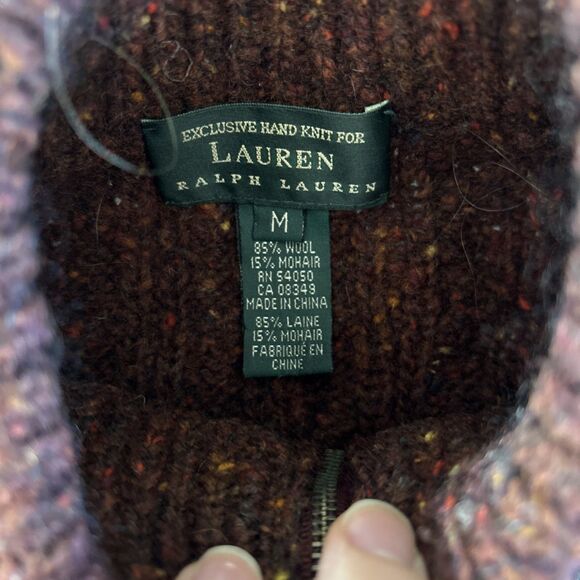 EXCLUSIVE HAND KNIT FOR
LAUREN
RALPH LAUREN
M
85% WOOL
15% MOHAIR
RN 54050
CA 08349
MADE IN CHINA
85% LAINE
15% MOHAIR
FABRIQUÉ EN
CHINE